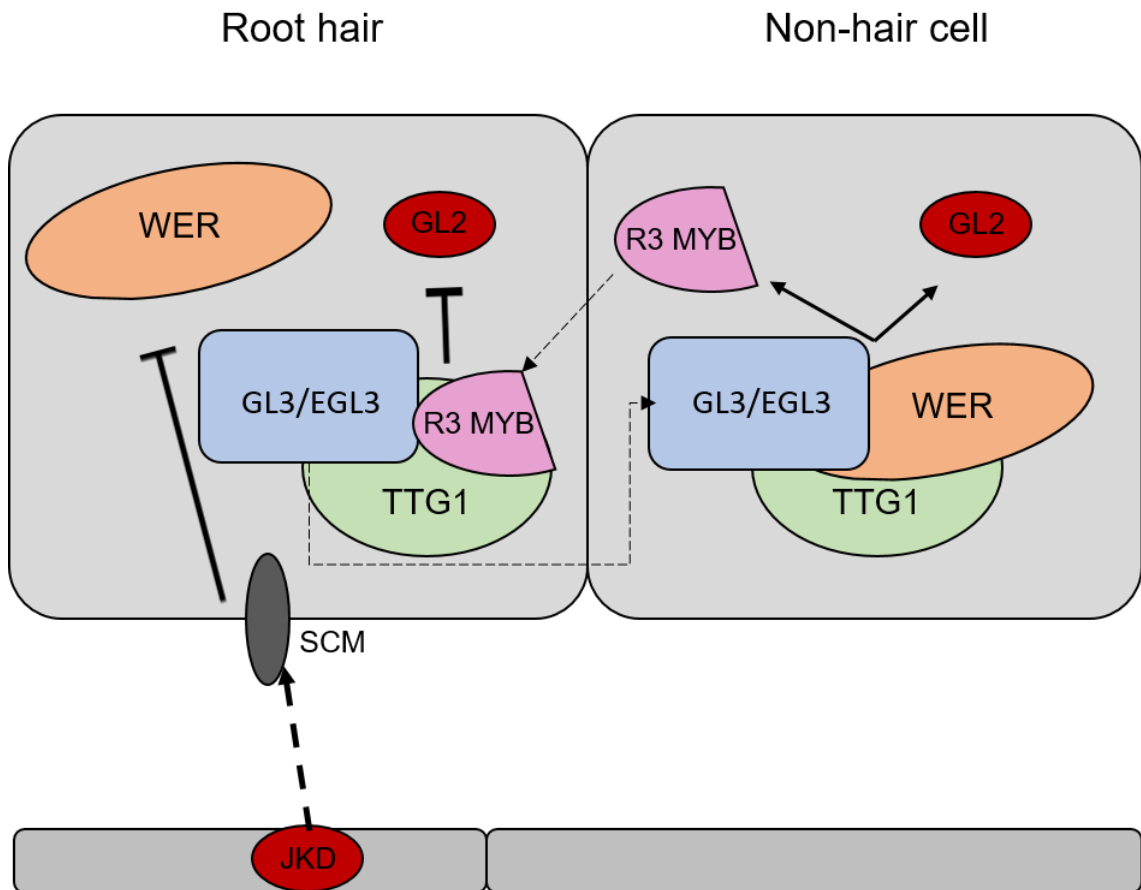 Root hair
Non-hair cell
WER
GL2
R3 MYB
GL2
GL3/EGL3
R3 MYB
TTG1
GL3/EGL3
WER
TTG1
SCM
JKD